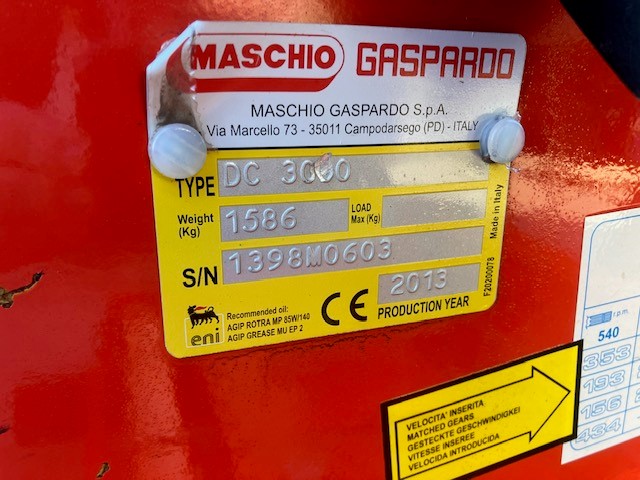 MASCHIO GASPARDO
MASCHIO GASPARDO S.p.A.
Via Marcello 73 - 35011 Campodarsego (PD) - ITALY
TYPE DC 3000
Weight (Kg) 1586 LOAD Max (Kg)
S/N 1398M0603
2013
CE PRODUCTION YEAR
eni
Recommended oil:
AGIP ROTRA MP 85W/140
AGIP GREASE MU EP 2
Made in Italy
F20200078
VELOCITA' INSERITA
MATCHED GEARS
GESTECKTE GESCHWINDIGKEI
VITESSE INSEREE
VELOCIDA INTRODUCIDA
r.p.m.
540
353
193
156
434